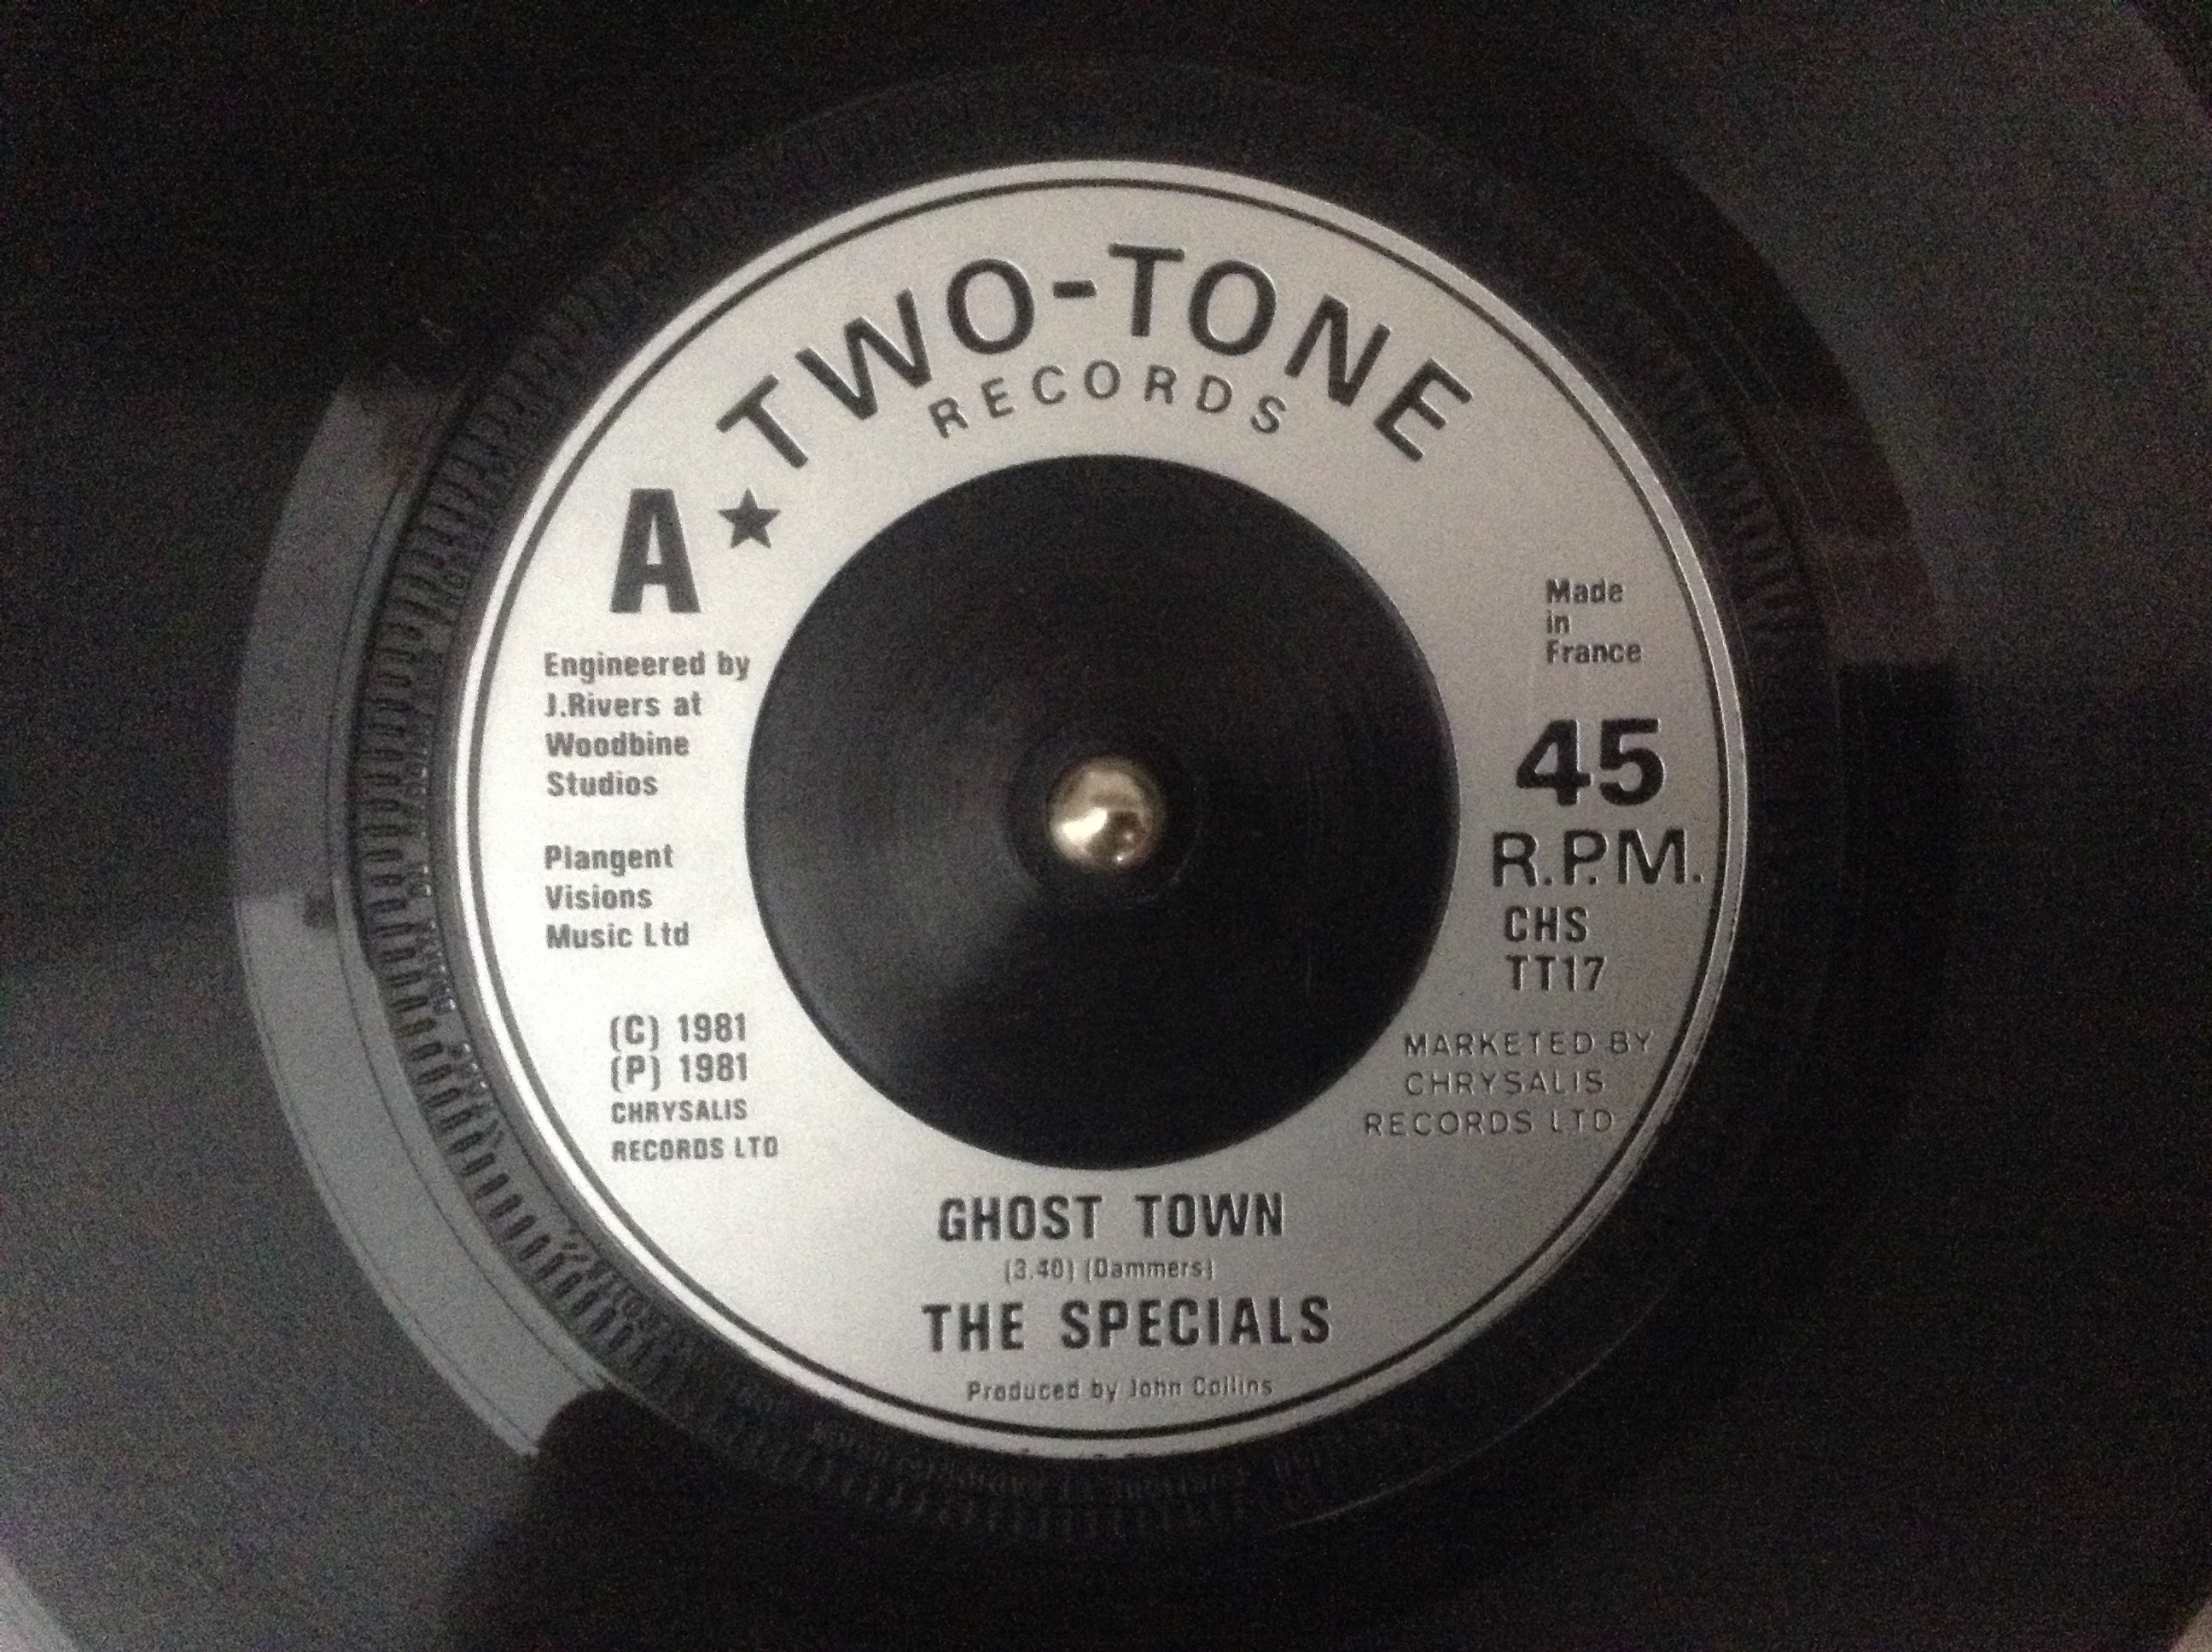 TWO-TONE
RECORDS
A
Engineered by
J.Rivers at
Woodbine
Studios
Plangent
Visions
Music Ltd
(C) 1981
(P) 1981
CHRYSALIS
RECORDS LTD
Made
in
France
45
R.P.M.
CHS
TT17
MARKETED BY
CHRYSALIS
RECORDS LTD
GHOST TOWN
(3.40) (Dammers)
THE SPECIALS
Produced by John Collins